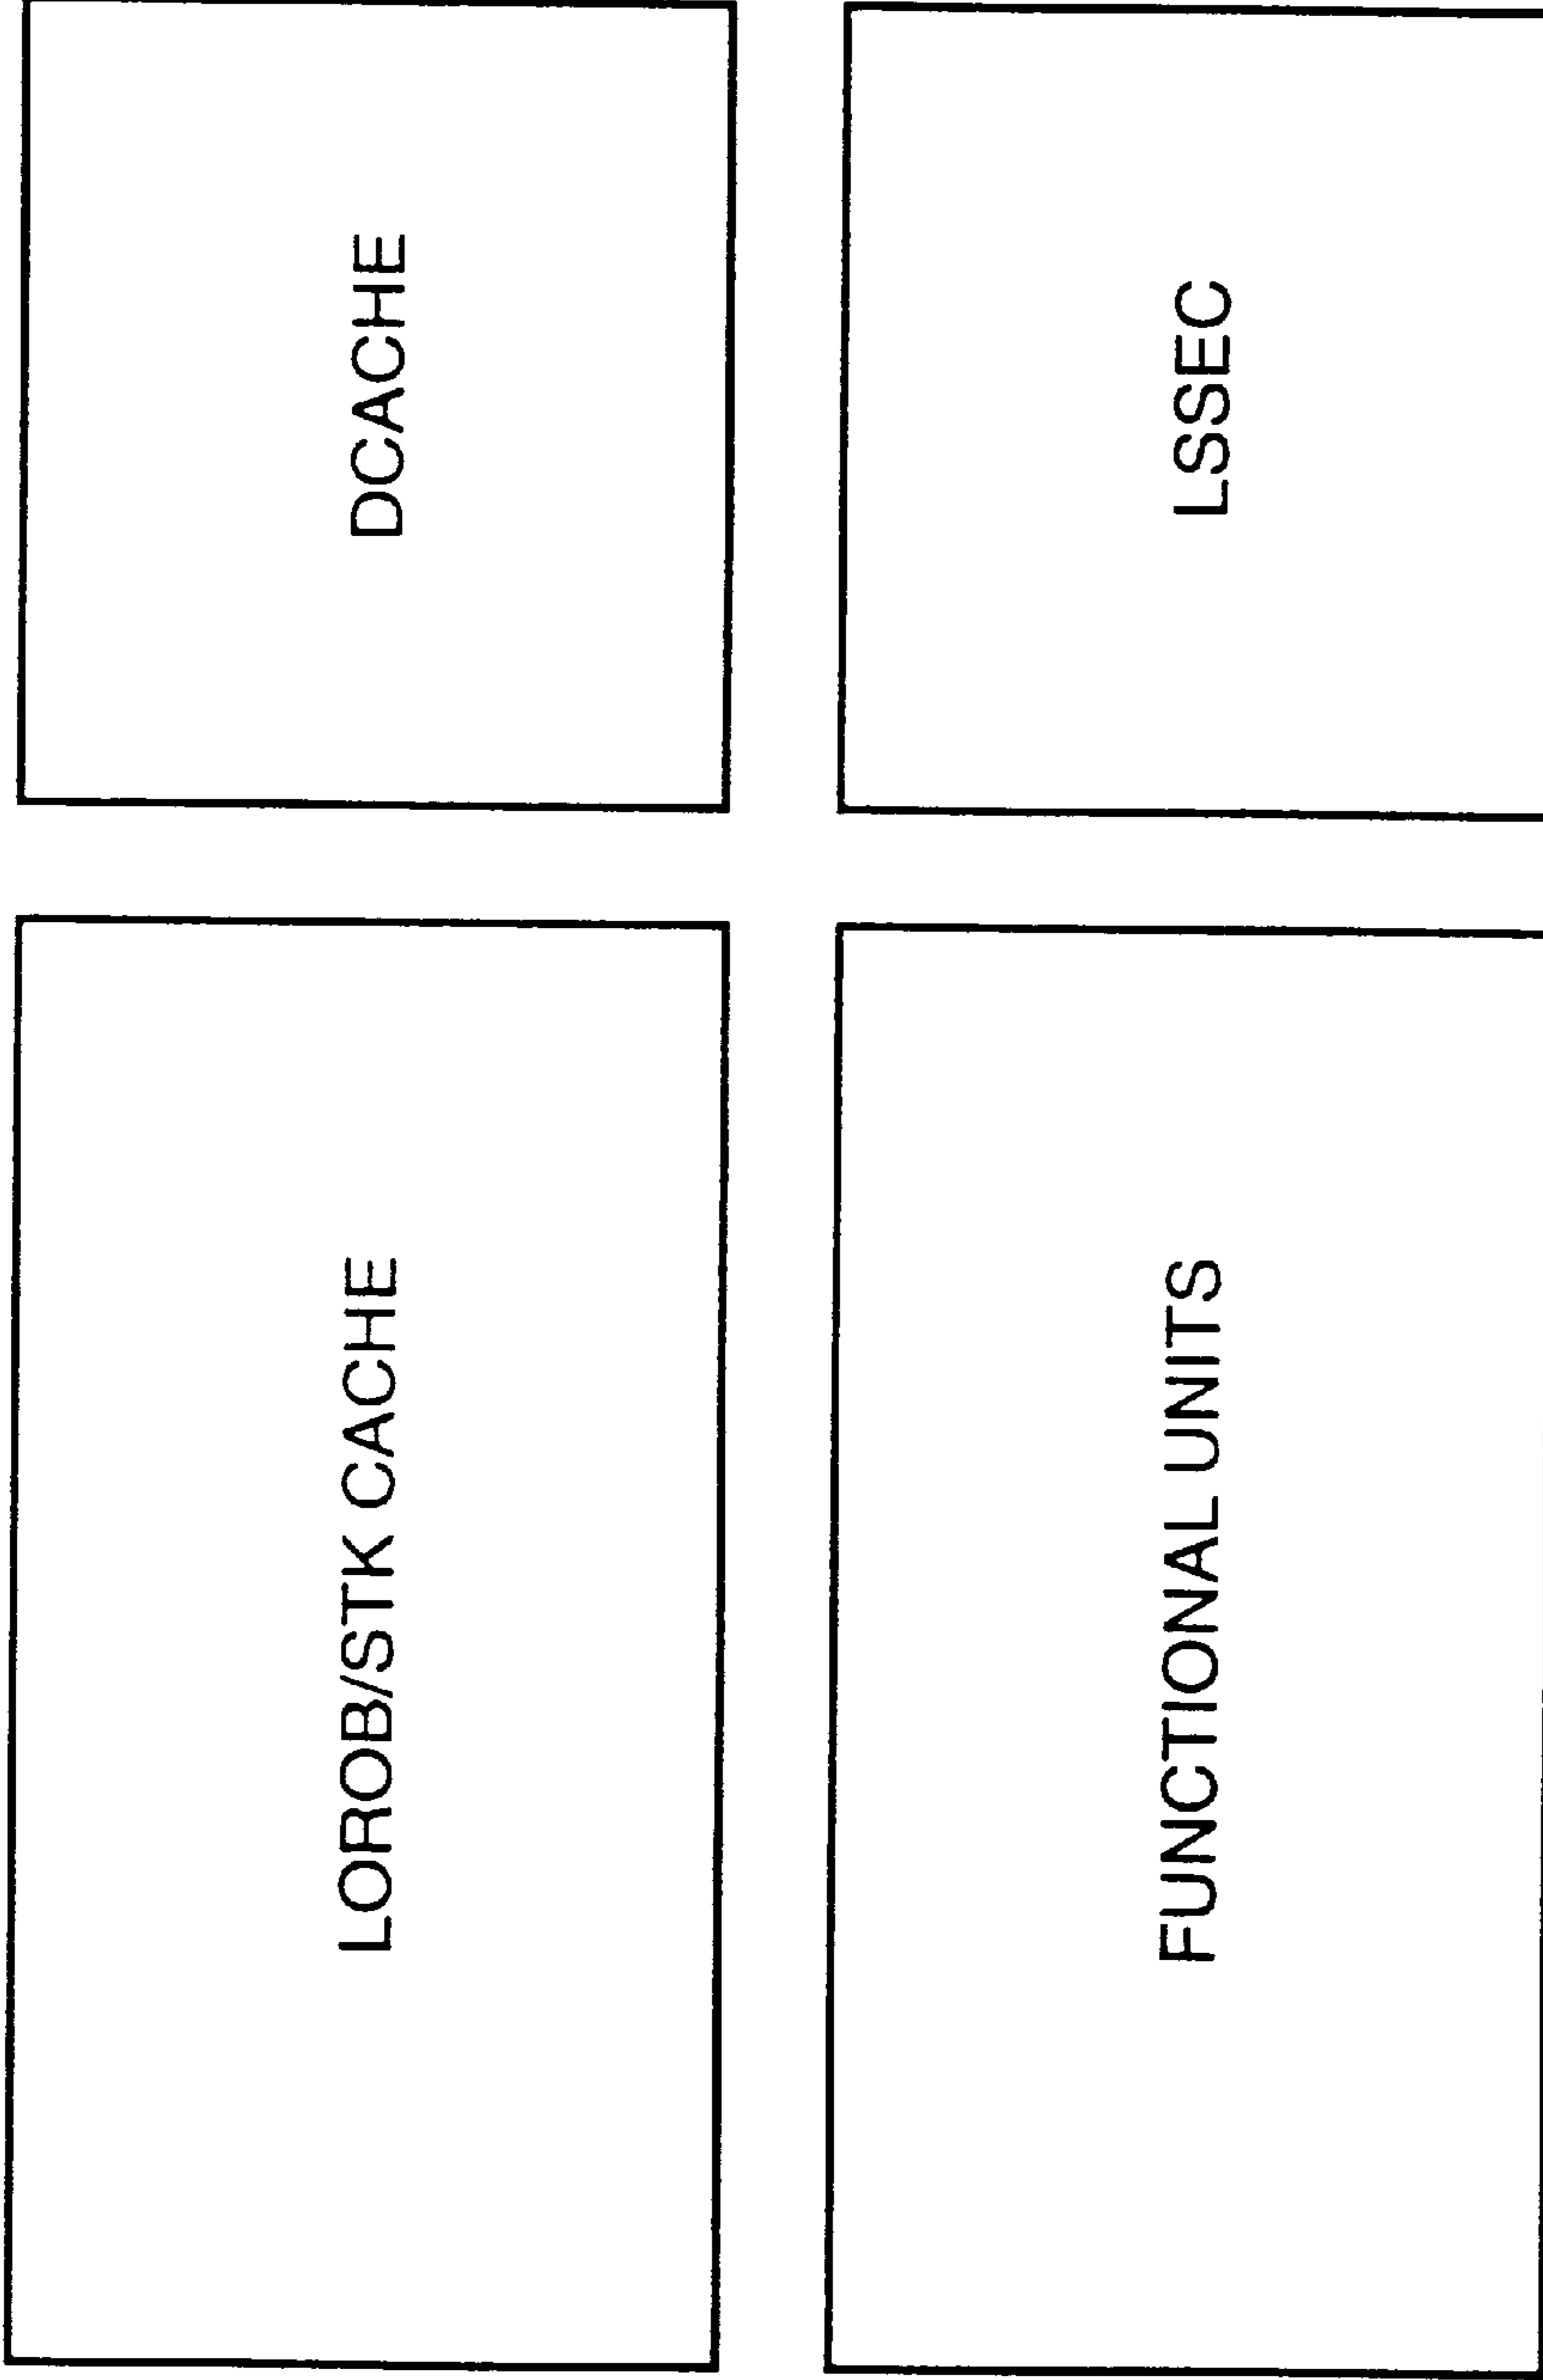 LOROB/STK CACHE
DCACHE
FUNCTIONAL UNITS
LSSEC